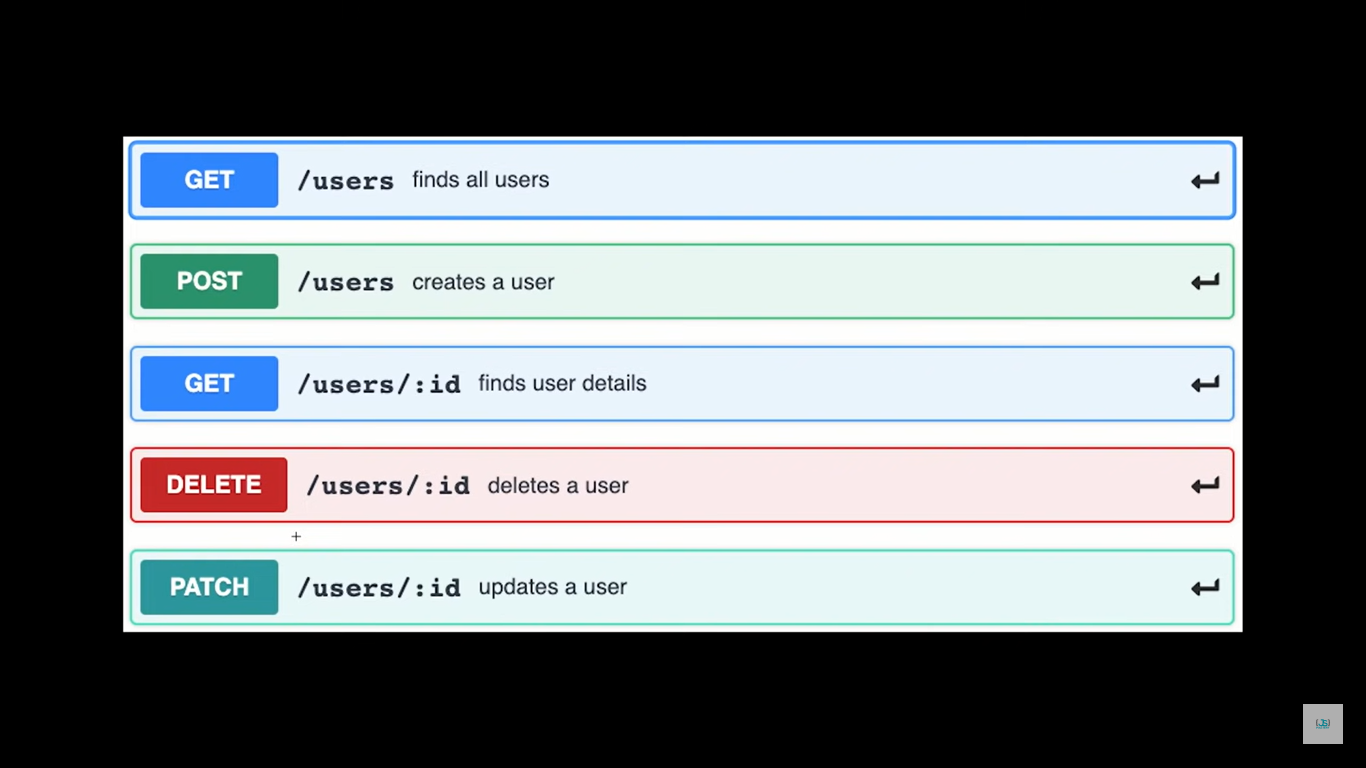 GET /users finds all users
POST /users creates a user
GET /users/:id finds user details
DELETE /users/:id deletes a user
PATCH /users/:id updates a user